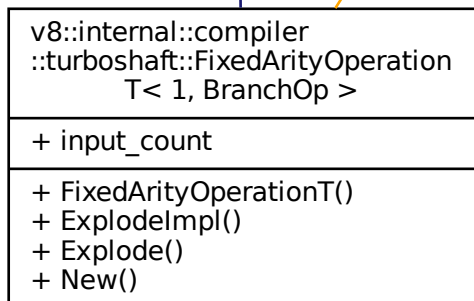 v8::internal::compiler
::turboshaft::FixedArityOperation
T< 1, BranchOp >
+ input_count
+ FixedArityOperationT()
+ ExplodeImpl()
+ Explode()
+ New()